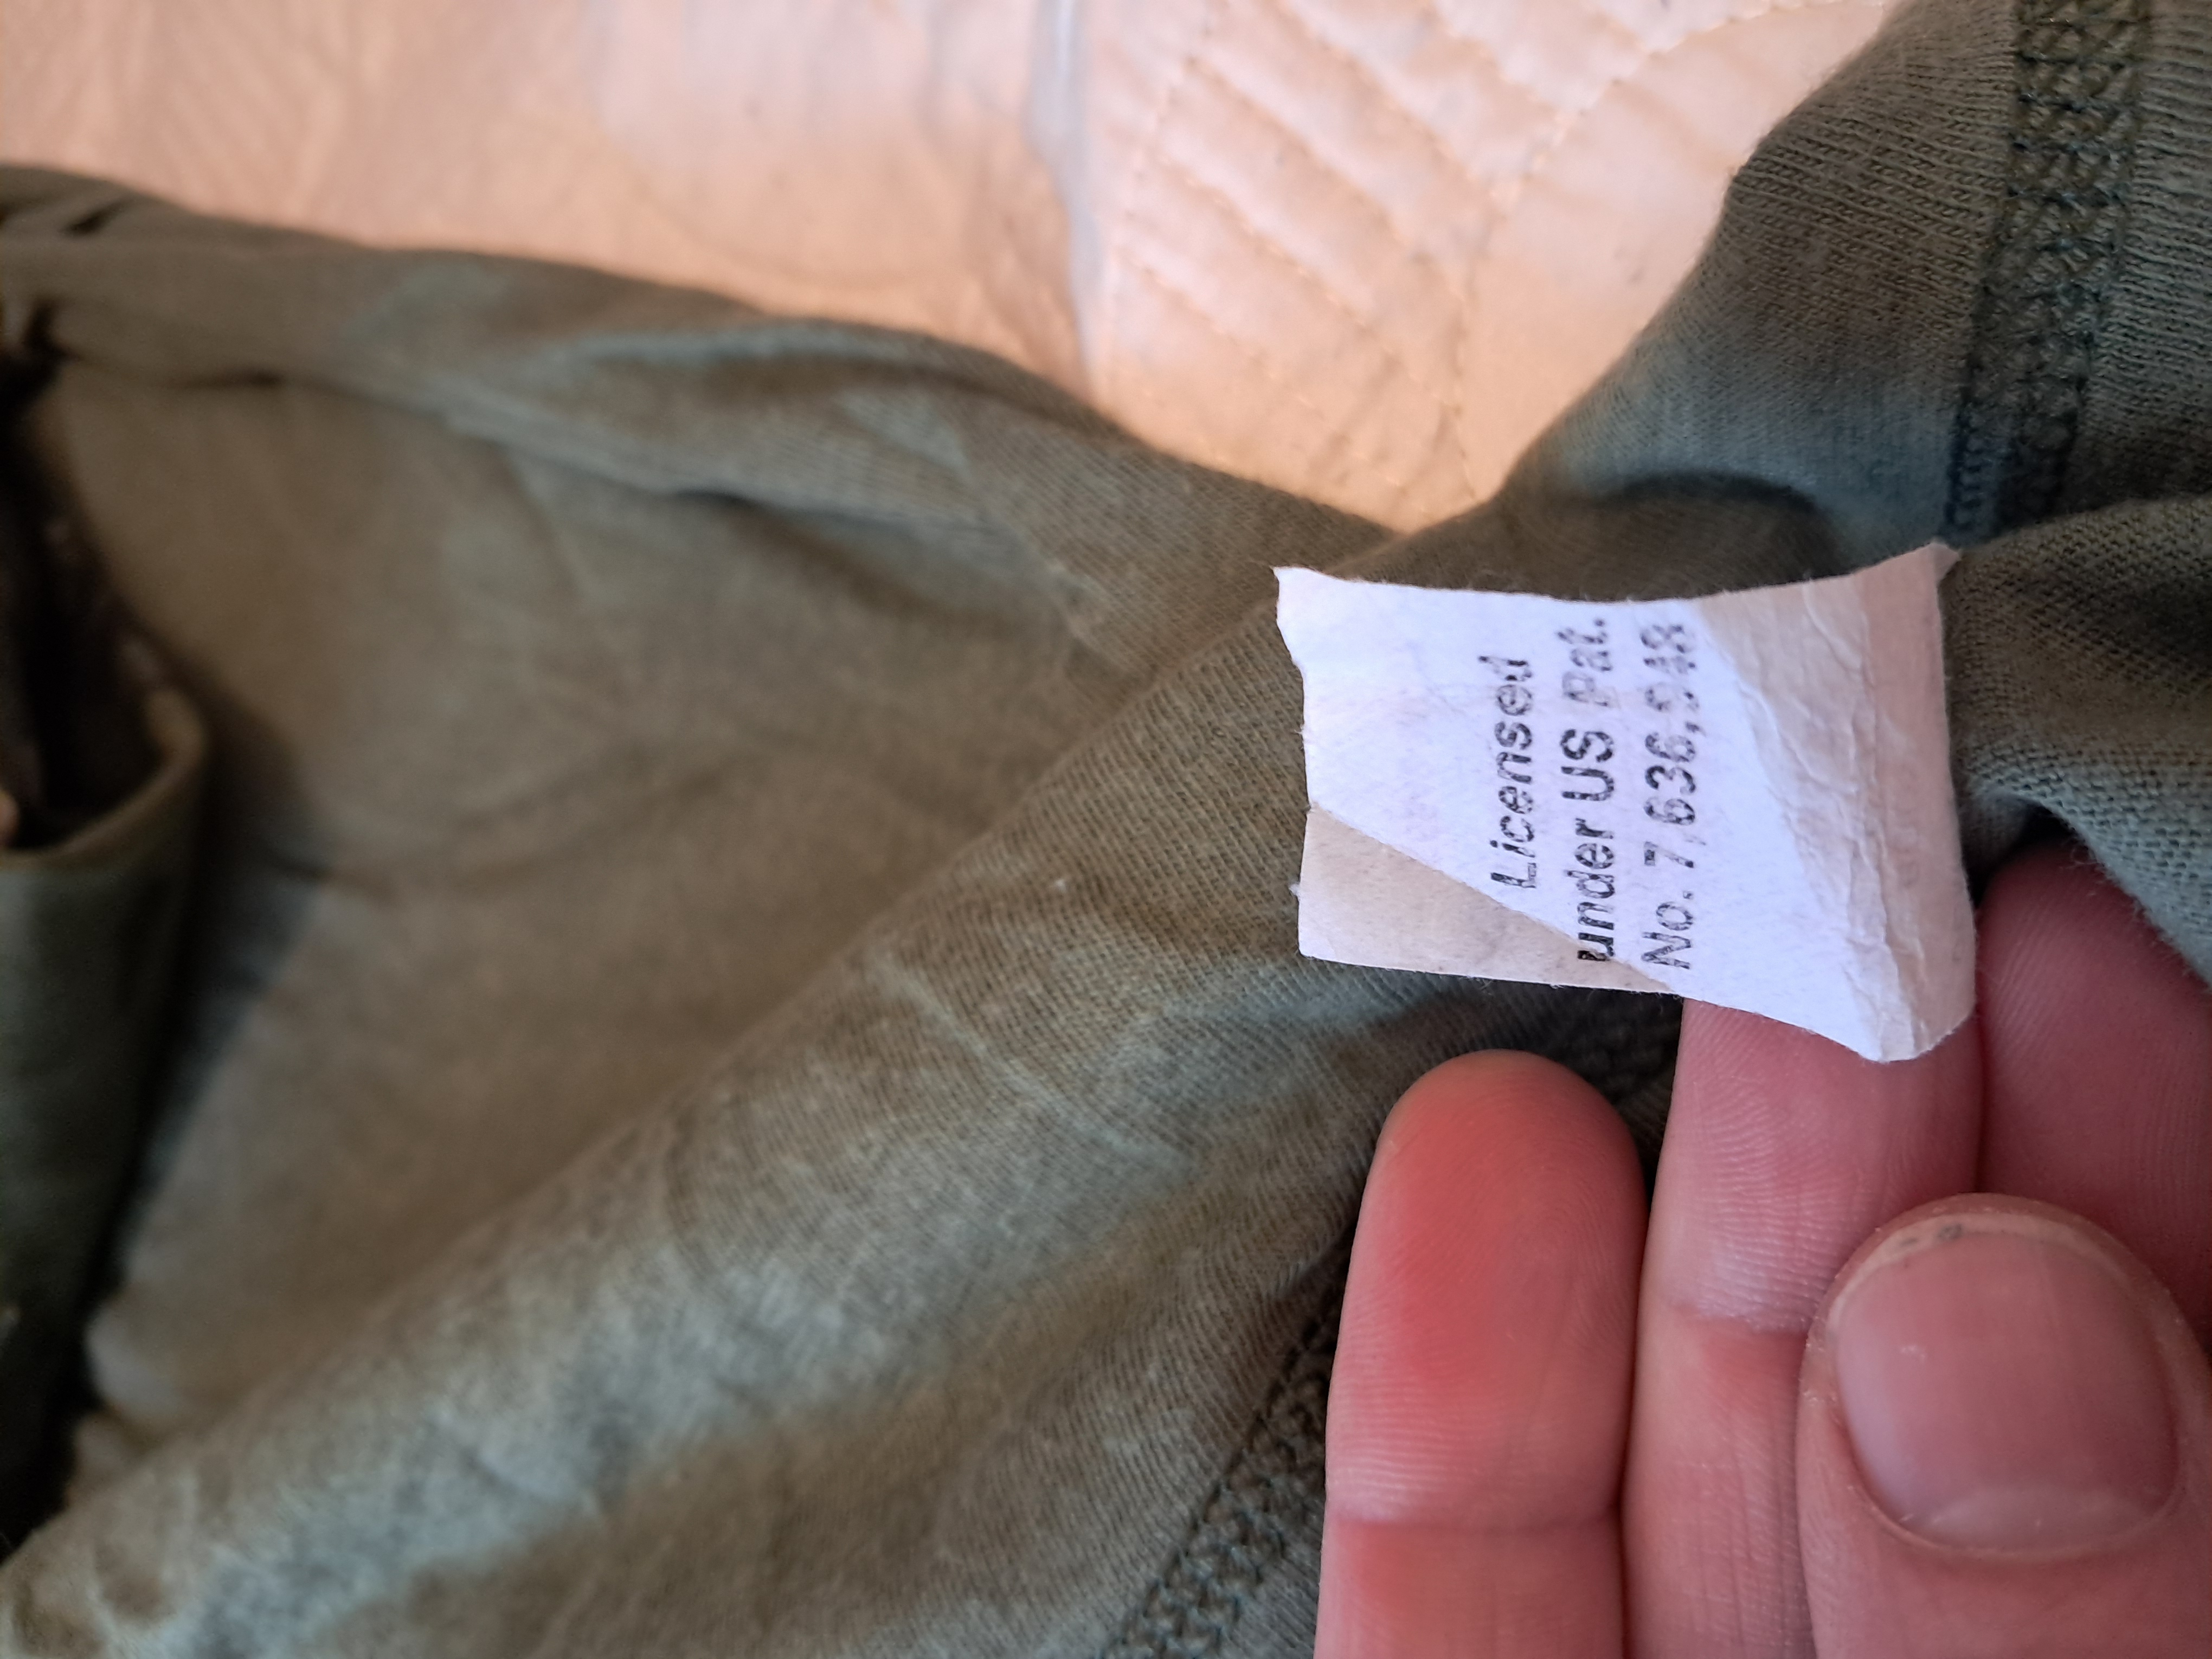 Licensed
under US Pat.
No. 7,636,948